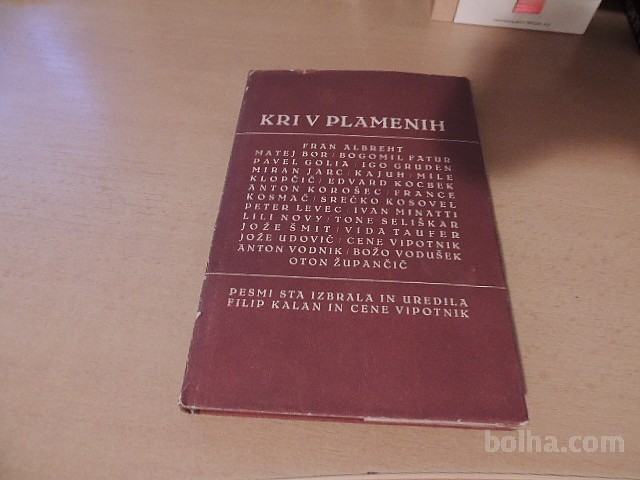 KRI V PLAMENIH
FRAN ALBREHT
MATEJ BOR / BOGOMIL FATUR
PAVEL GOLIA / IGO GRUDEN
MIRAN JARC / KAJUH / MILE
KLOPČIČ / EDVARD KOCBEK
ANTON KOROŠEC / FRANCE
KOSMAČ / SREČKO KOSOVEL
PETER LEVEC / IVAN MINATTI
LILI NOVY / TONE SELIŠKAR
JOŽE ŠMIT / VIDA TAUFER
JOŽE UDOVIČ / CENE VIPOTNIK
ANTON VODNIK / BOŽO VODUŠEK
OTON ŽUPANČIČ
PESMI STA IZBRALA IN UREDILA
FILIP KALAN IN CENE VIPOTNIK
bolha.com